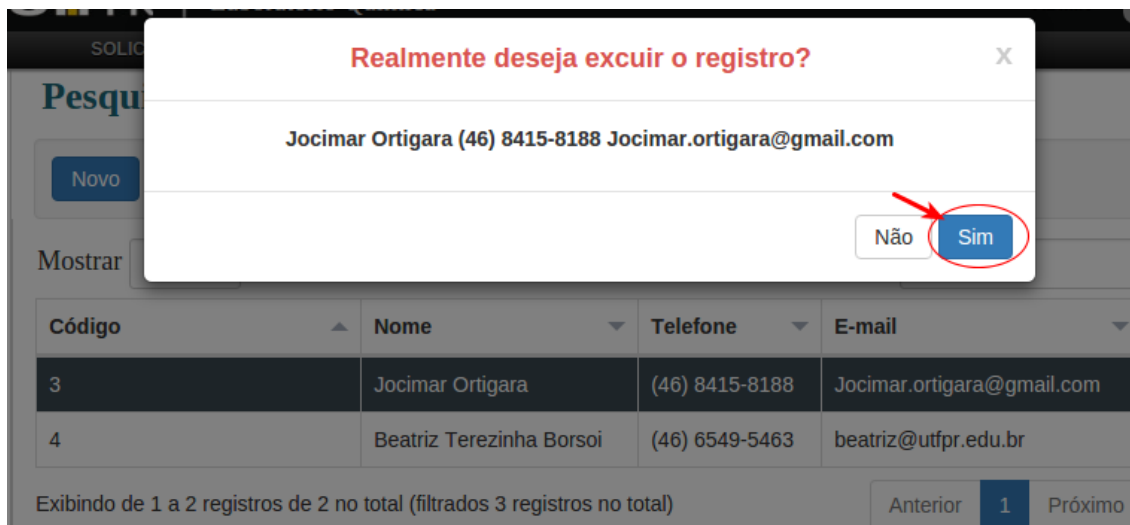 SOLIC
Realmente deseja excuir o registro?
X
Pesqui
Jocimar Ortigara (46) 8415-8188 Jocimar.ortigara@gmail.com
Novo
Não Sim
Mostrar
Código Nome Telefone E-mail
3 Jocimar Ortigara (46) 8415-8188 Jocimar.ortigara@gmail.com
4 Beatriz Terezinha Borsoi (46) 6549-5463 beatriz@utfpr.edu.br
Exibindo de 1 a 2 registros de 2 no total (filtrados 3 registros no total)
Anterior 1 Próximo